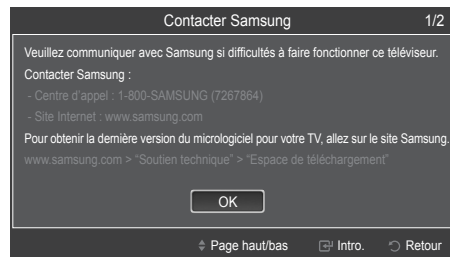 Contacter Samsung 1/2
Veuillez communiquer avec Samsung si difficultés à faire fonctionner ce téléviseur.
Contacter Samsung :
- Centre d'appel : 1-800-SAMSUNG (7267864)
- Site Internet : www.samsung.com
Pour obtenir la dernière version du micrologiciel pour votre TV, allez sur le site Samsung.
www.samsung.com > “Soutien technique” > “Espace de téléchargement”
OK
Page haut/bas Intro. Retour